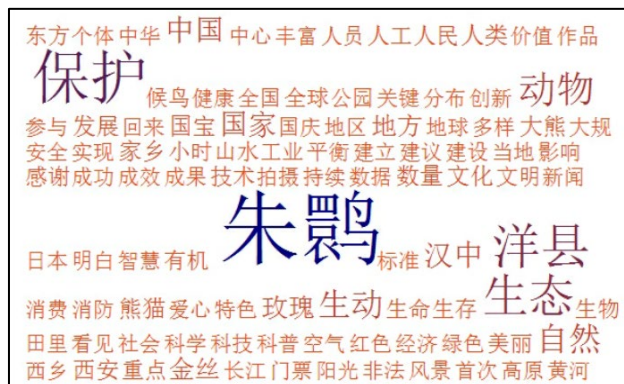 东方 个体 中华 中国 中心 丰富 人员 人工 人民 人类 价值 作品
保护 候鸟 健康 全国 全球 公园 关键 分布 创新 动物
参与 发展 回来 国宝 国家 国庆 地区 地方 地球 多样 大熊 大规
安全 实现 家乡 小时 山水 工业 平衡 建立 建议 建设 当地 影响
感谢 成功 成效 成果 技术 拍摄 持续 数据 数量 文化 文明 新闻
日本 明白 智慧 有机 朱鹮 标准 汉中 洋县
消费 消防 熊猫 爱心 特色 玫瑰 生动 生命 生存 生态 生物
田里 看见 社会 科学 科技 科普 空气 红色 经济 绿色 美丽 自然
西乡 西安 重点 金丝 长江 门票 阳光 非法 风景 首次 高原 黄河